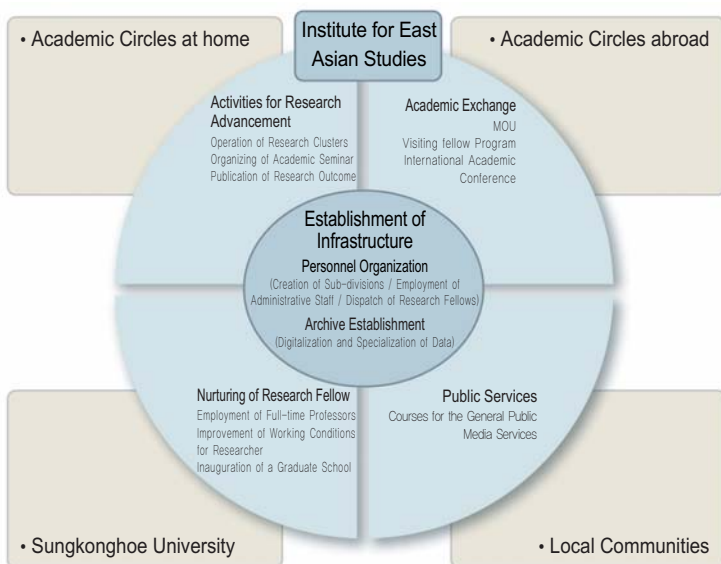 Institute for East
Asian Studies
• Academic Circles at home
• Academic Circles abroad
Activities for Research
Advancement
Operation of Research Clusters
Organizing of Academic Seminar
Publication of Research Outcome
Academic Exchange
MOU
Visiting fellow Program
International Academic
Conference
Establishment of
Infrastructure
Personnel Organization
(Creation of Sub-divisions / Employment of
Administrative Staff / Dispatch of Research Fellows)
Archive Establishment
(Digitalization and Specialization of Data)
Nurturing of Research Fellow
Employment of Full-time Professors
Improvement of Working Conditions
for Researcher
Inauguration of a Graduate School
Public Services
Courses for the General Public
Media Services
• Sungkonghoe University
• Local Communities